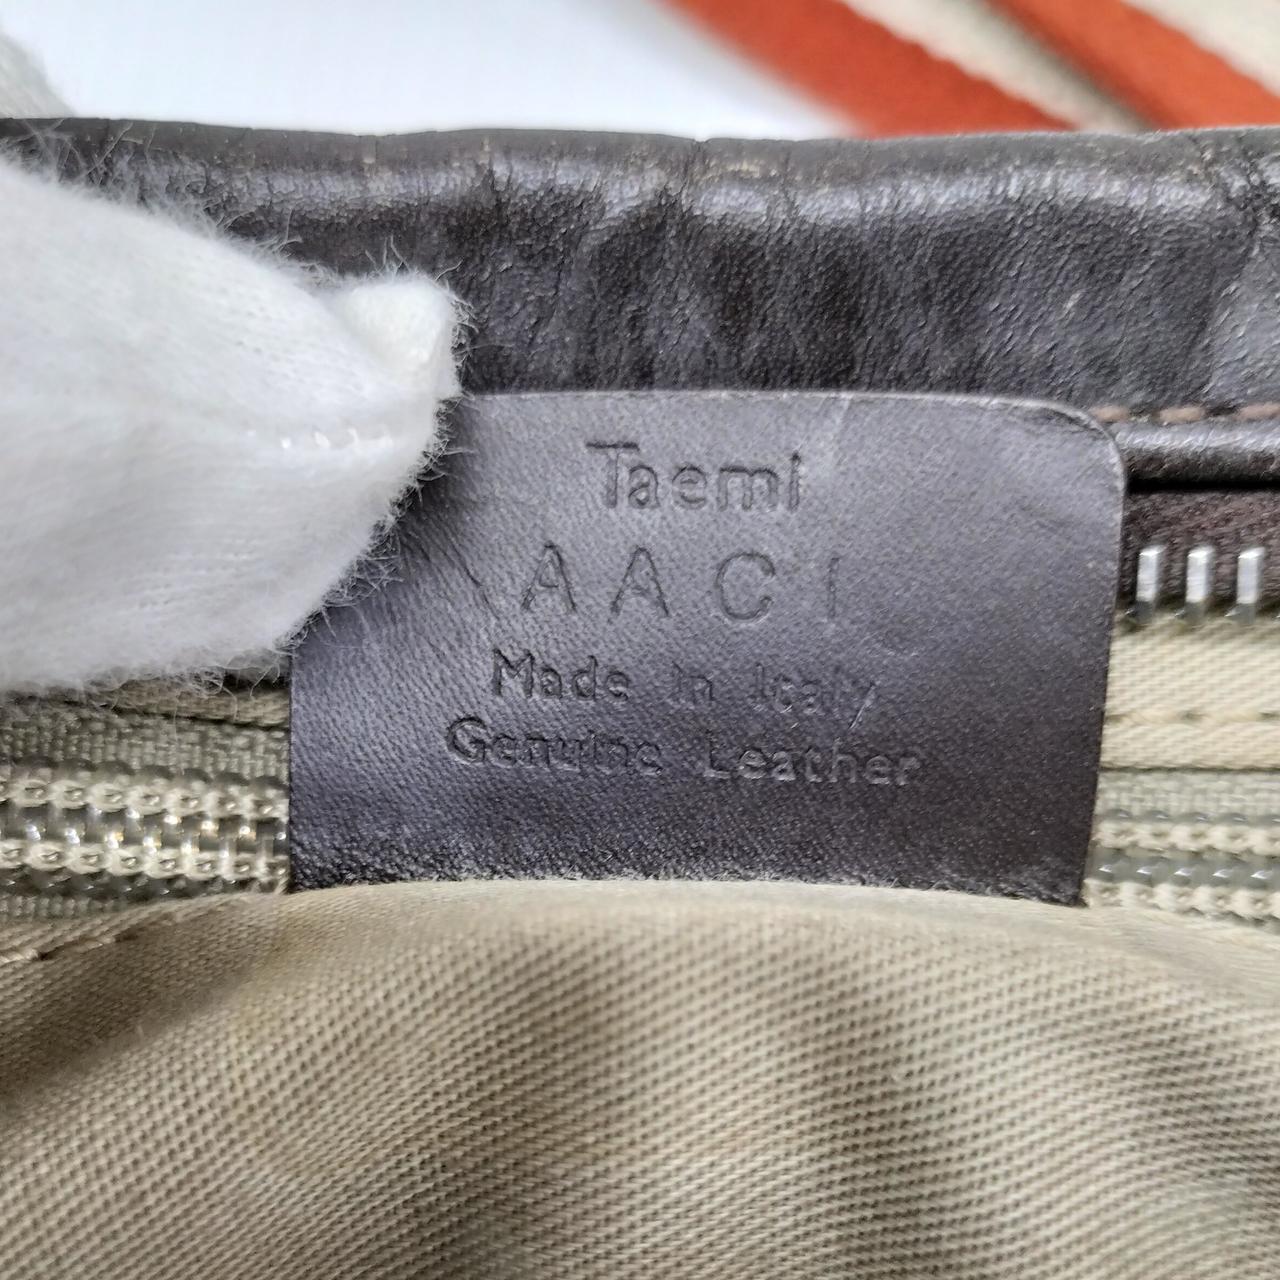 Taemi
AACI
Made in Italy
Genuine Leather